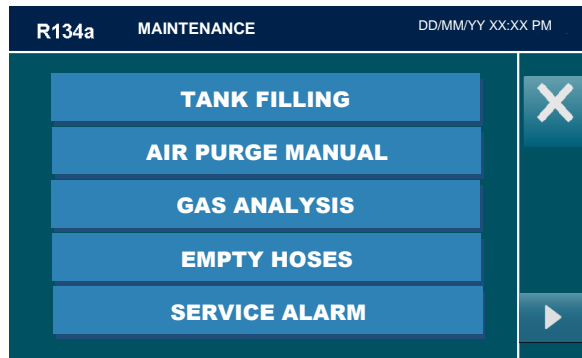 R134a MAINTENANCE DD/MM/YY XX:XX PM
TANK FILLING
AIR PURGE MANUAL
GAS ANALYSIS
EMPTY HOSES
SERVICE ALARM